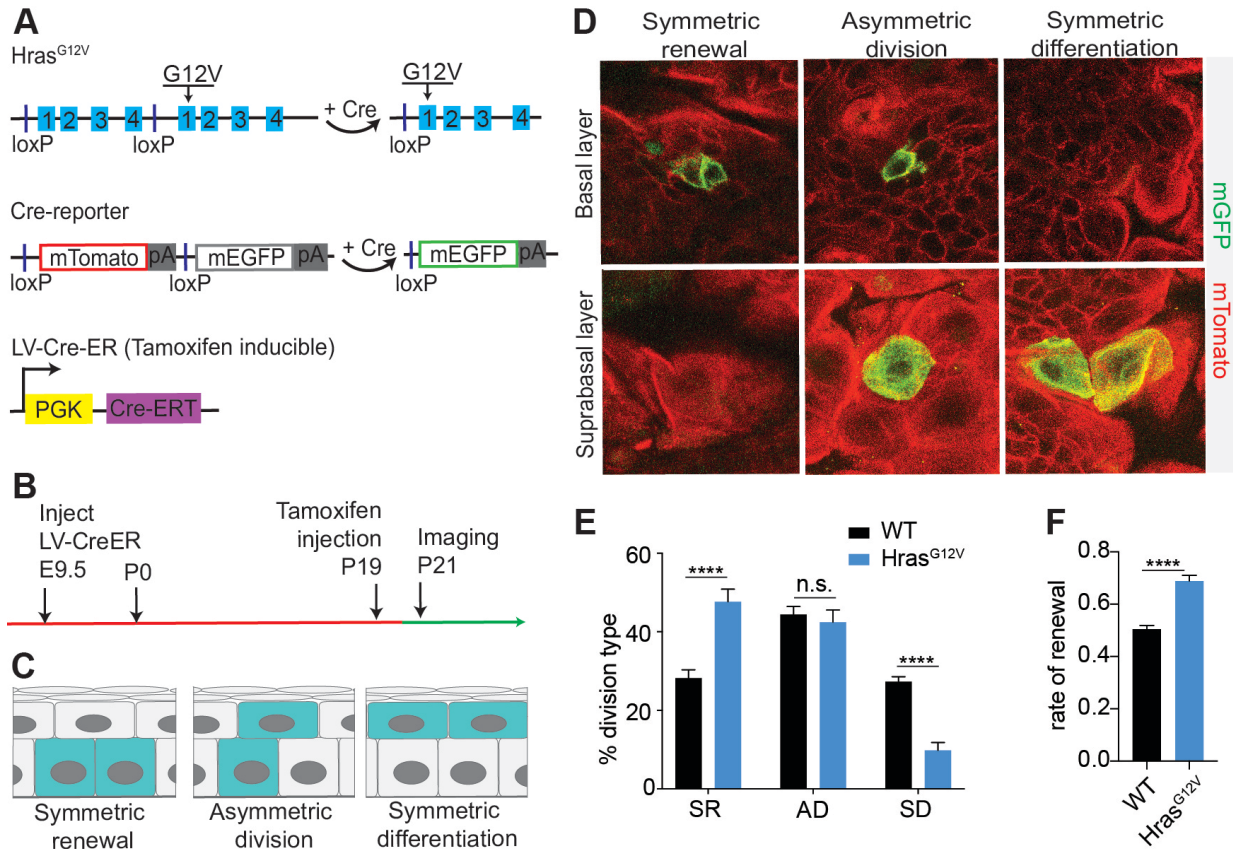 A
Hras^G12V
G12V
G12V
1 2 3 4 1 2 3 4 + Cre 1 2 3 4
loxP loxP loxP
Cre-reporter
mTomato pA mEGFP pA + Cre mEGFP pA
loxP loxP loxP
LV-Cre-ER (Tamoxifen inducible)
PGK Cre-ERT
B
Inject
LV-CreER
E9.5
P0
Tamoxifen
injection
P19
Imaging
P21
C
Symmetric
renewal
Asymmetric
division
Symmetric
differentiation
D
Symmetric
renewal
Asymmetric
division
Symmetric
differentiation
Basal layer
Suprabasal layer
mGFP
mTomato
E
WT
Hras^G12V
% division type
60
40
20
0
****
n.s.
****
SR AD SD
F
rate of renewal
0.8
0.6
0.4
0.2
0.0
****
WT
Hras^G12V